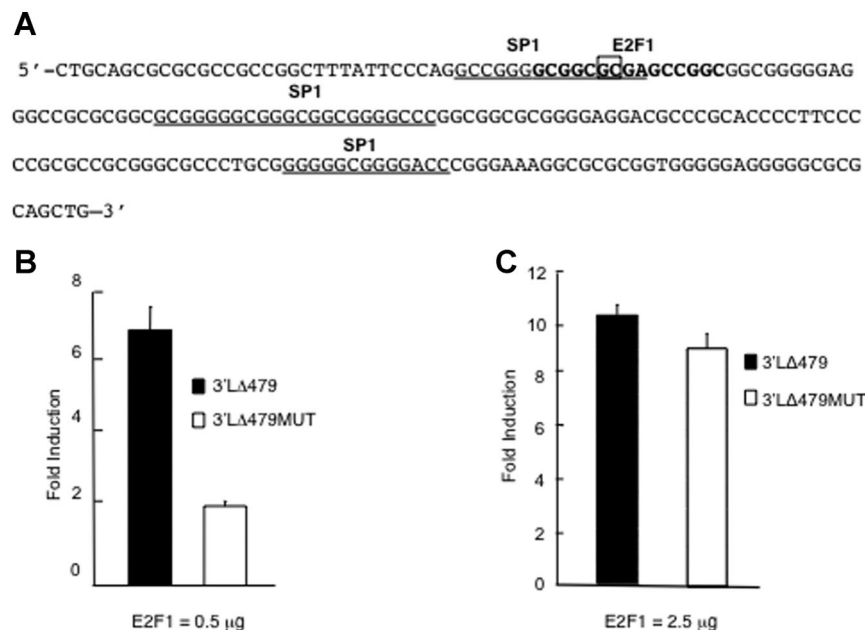 A
SP1 E2F1
5'-CTGCAGCGCGCGCCGCCGGCTTTATTCCCAGGCCGGGGCGGCGCGAGCCGGCGGCGGGGGAG
SP1
GGCCGCGCGGCGCGGGGGCGGGCGGCGGGGCCCGGCGGCGCGGGGAGGACGCCCGCACCCCTTCCC
SP1
CCGCGCCGCGGGCGCCCTGCGGGGGGCGGGGACCCGGGAAAGGCGCGCGGTGGGGGAGGGGGCGCG
CAGCTG—3'
B
8
6
4
2
0
Fold Induction
3'LΔ479
3'LΔ479MUT
E2F1 = 0.5 µg
C
12
10
8
6
4
2
0
Fold Induction
3'LΔ479
3'LΔ479MUT
E2F1 = 2.5 µg